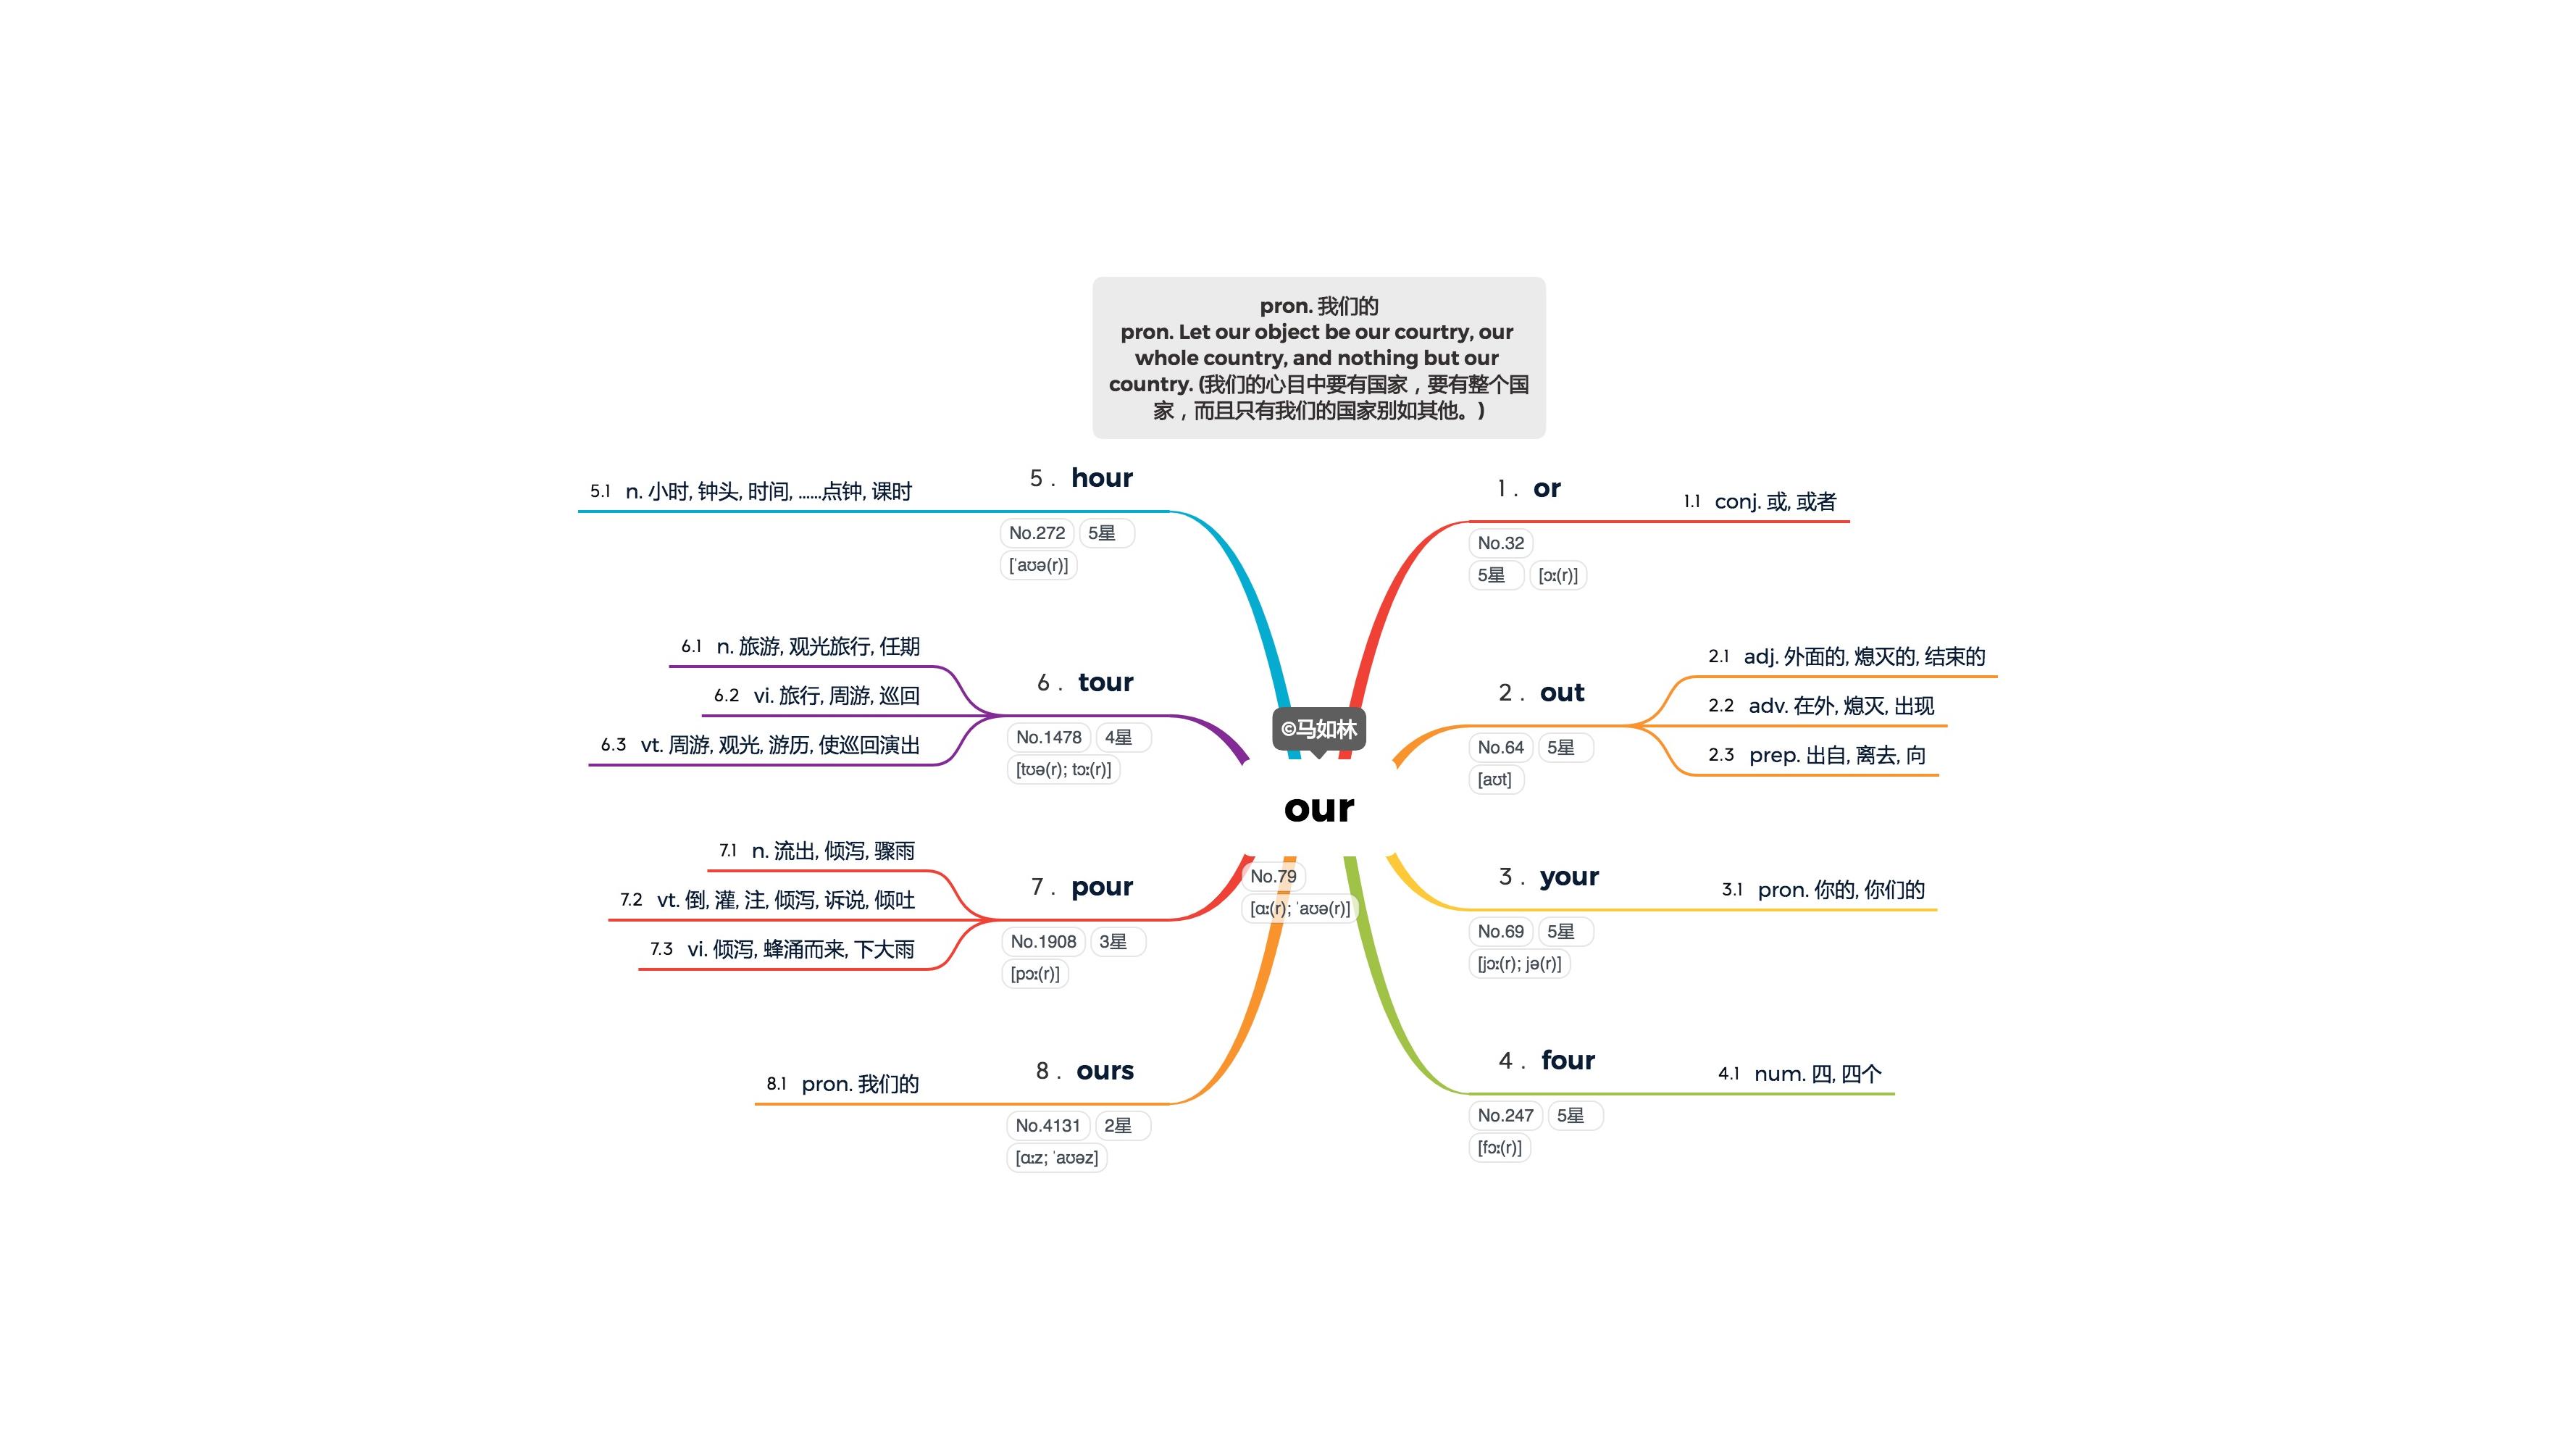 pron. 我们的
pron. Let our object be our courtry, our
whole country, and nothing but our
country. (我们的心目中要有国家，要有整个国
家，而且只有我们的国家别如其他。)
©马如林
our
No.79
[ɑː(r); ˈaʊə(r)]
1 . or
No.32
5星 [ɔː(r)]
1.1 conj. 或, 或者
2 . out
No.64 5星
[aʊt]
2.1 adj. 外面的, 熄灭的, 结束的
2.2 adv. 在外, 熄灭, 出现
2.3 prep. 出自, 离去, 向
3 . your
No.69 5星
[jɔː(r); jə(r)]
3.1 pron. 你的, 你们的
4 . four
No.247 5星
[fɔː(r)]
4.1 num. 四, 四个
5 . hour
No.272 5星
[ˈaʊə(r)]
5.1 n. 小时, 钟头, 时间, ......点钟, 课时
6 . tour
No.1478 4星
[tʊə(r); tɔː(r)]
6.1 n. 旅游, 观光旅行, 任期
6.2 vi. 旅行, 周游, 巡回
6.3 vt. 周游, 观光, 游历, 使巡回演出
7 . pour
No.1908 3星
[pɔː(r)]
7.1 n. 流出, 倾泻, 骤雨
7.2 vt. 倒, 灌, 注, 倾泻, 诉说, 倾吐
7.3 vi. 倾泻, 蜂涌而来, 下大雨
8 . ours
No.4131 2星
[ɑːz; ˈaʊəz]
8.1 pron. 我们的